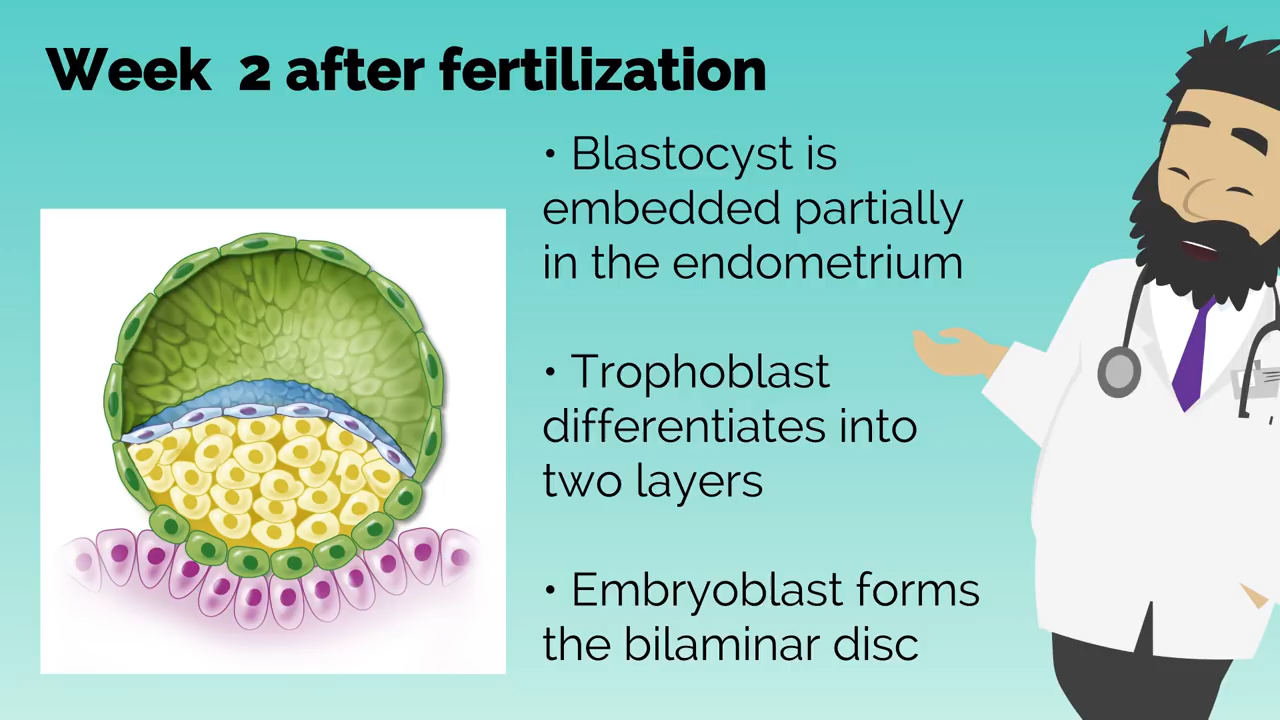 Week 2 after fertilization
• Blastocyst is
embedded partially
in the endometrium
• Trophoblast
differentiates into
two layers
• Embryoblast forms
the bilaminar disc